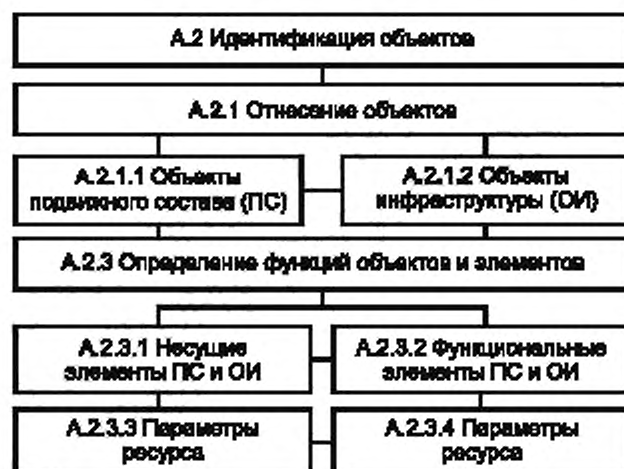 А.2 Идентификация объектов
А.2.1 Отнесение объектов
А.2.1.1 Объекты
подвижного состава (ПС)
А.2.1.2 Объекты
инфраструктуры (ОИ)
А.2.3 Определение функций объектов и элементов
А.2.3.1 Несущие
элементы ПС и ОИ
А.2.3.2 Функциональные
элементы ПС и ОИ
А.2.3.3 Параметры
ресурса
А.2.3.4 Параметры
ресурса